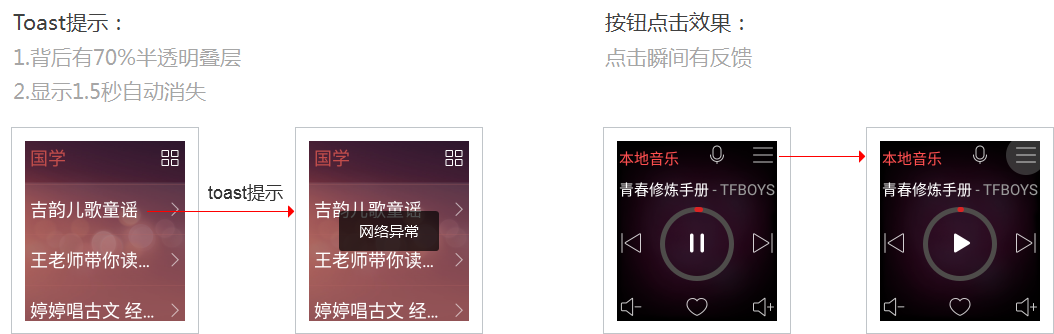 Toast提示：
1.背后有70%半透明叠层
2.显示1.5秒自动消失
国学
吉韵儿歌童谣
王老师带你读...
婷婷唱古文 经...
toast提示
国学
吉韵儿歌童谣
网络异常
王老师带你读...
婷婷唱古文 经...
按钮点击效果：
点击瞬间有反馈
本地音乐
青春修炼手册 - TFBOYS
本地音乐
青春修炼手册 - TFBOYS